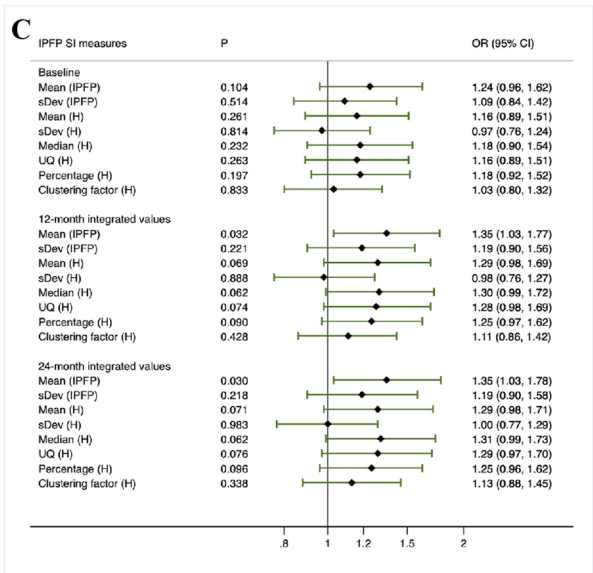 C
IPFP SI measures P OR (95% CI)
Baseline
Mean (IPFP) 0.104 1.24 (0.96, 1.62)
sDev (IPFP) 0.514 1.09 (0.84, 1.42)
Mean (H) 0.261 1.16 (0.89, 1.51)
sDev (H) 0.814 0.97 (0.76, 1.24)
Median (H) 0.232 1.18 (0.90, 1.54)
UQ (H) 0.263 1.16 (0.89, 1.51)
Percentage (H) 0.197 1.18 (0.92, 1.52)
Clustering factor (H) 0.833 1.03 (0.80, 1.32)
12-month integrated values
Mean (IPFP) 0.032 1.35 (1.03, 1.77)
sDev (IPFP) 0.221 1.19 (0.90, 1.56)
Mean (H) 0.069 1.29 (0.98, 1.69)
sDev (H) 0.888 0.98 (0.76, 1.27)
Median (H) 0.062 1.30 (0.99, 1.72)
UQ (H) 0.074 1.28 (0.98, 1.69)
Percentage (H) 0.090 1.25 (0.97, 1.62)
Clustering factor (H) 0.428 1.11 (0.86, 1.42)
24-month integrated values
Mean (IPFP) 0.030 1.35 (1.03, 1.78)
sDev (IPFP) 0.218 1.19 (0.90, 1.58)
Mean (H) 0.071 1.29 (0.98, 1.71)
sDev (H) 0.983 1.00 (0.77, 1.29)
Median (H) 0.062 1.31 (0.99, 1.73)
UQ (H) 0.076 1.29 (0.97, 1.70)
Percentage (H) 0.096 1.25 (0.96, 1.62)
Clustering factor (H) 0.338 1.13 (0.88, 1.45)
.8 1 1.2 1.5 2